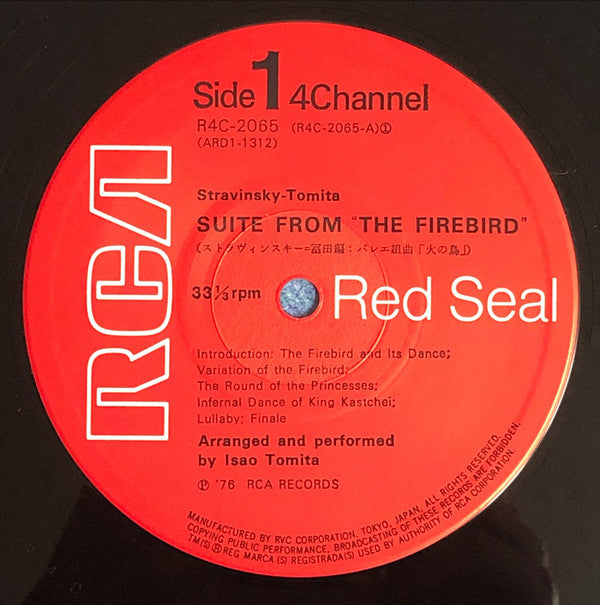 Side 1 4Channel
R4C-2065 (R4C-2065-A)①
(ARD1-1312)
RCA
Stravinsky-Tomita
SUITE FROM "THE FIREBIRD"
(ストラヴィンスキー=冨田編：バレエ組曲「火の鳥」)
33⅓ rpm
Red Seal
Introduction: The Firebird and Its Dance;
Variation of the Firebird;
The Round of the Princesses;
Infernal Dance of King Kastchei;
Lullaby; Finale
Arranged and performed
by Isao Tomita
℗ '76 RCA RECORDS
MANUFACTURED BY RVC CORPORATION, TOKYO, JAPAN. ALL RIGHTS RESERVED.
COPYING PUBLIC PERFORMANCE, BROADCASTING OF THESE RECORDS ARE FORBIDDEN.
TM(S) ® REG MARCA (S) REGISTRADA(S) USED BY AUTHORITY OF RCA CORPORATION.